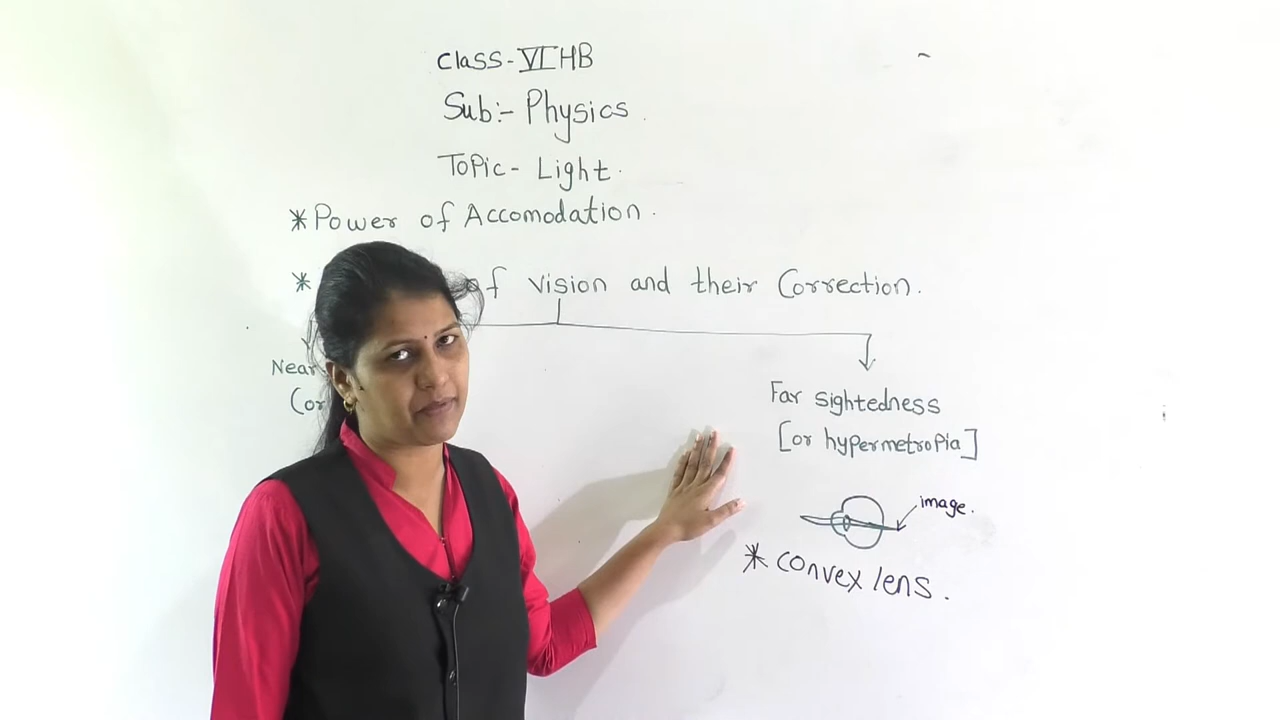 Class-VI HB
Sub:- Physics
Topic- Light.
*Power of Accomodation.
* of vision and their Correction.
Near
(or
Far sightedness
[or hypermetropia]
image.
* convex lens.